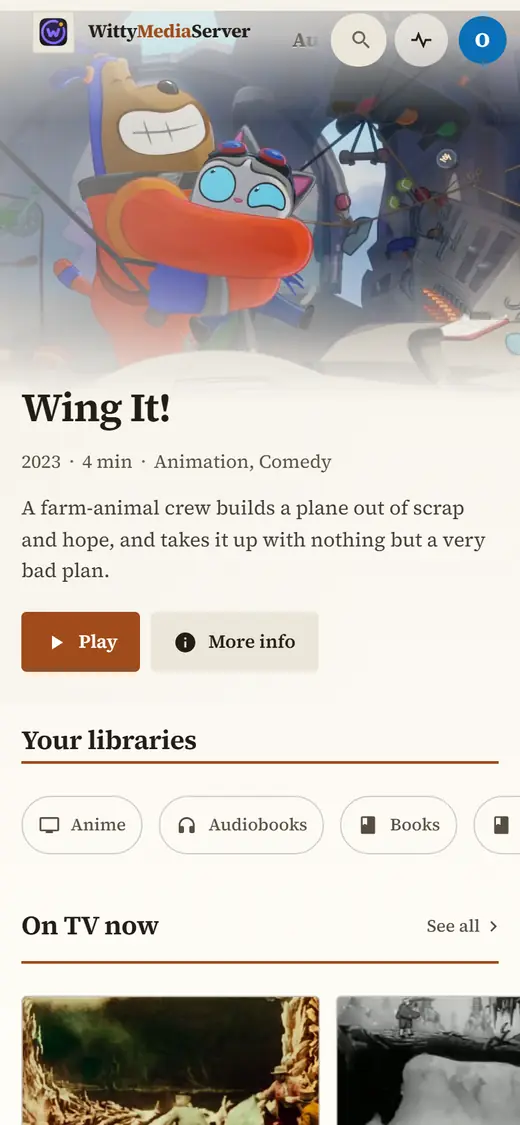 WittyMediaServer
Au
O
Wing It!
2023 · 4 min · Animation, Comedy
A farm-animal crew builds a plane out of scrap
and hope, and takes it up with nothing but a very
bad plan.
Play
More info
Your libraries
Anime
Audiobooks
Books
On TV now
See all